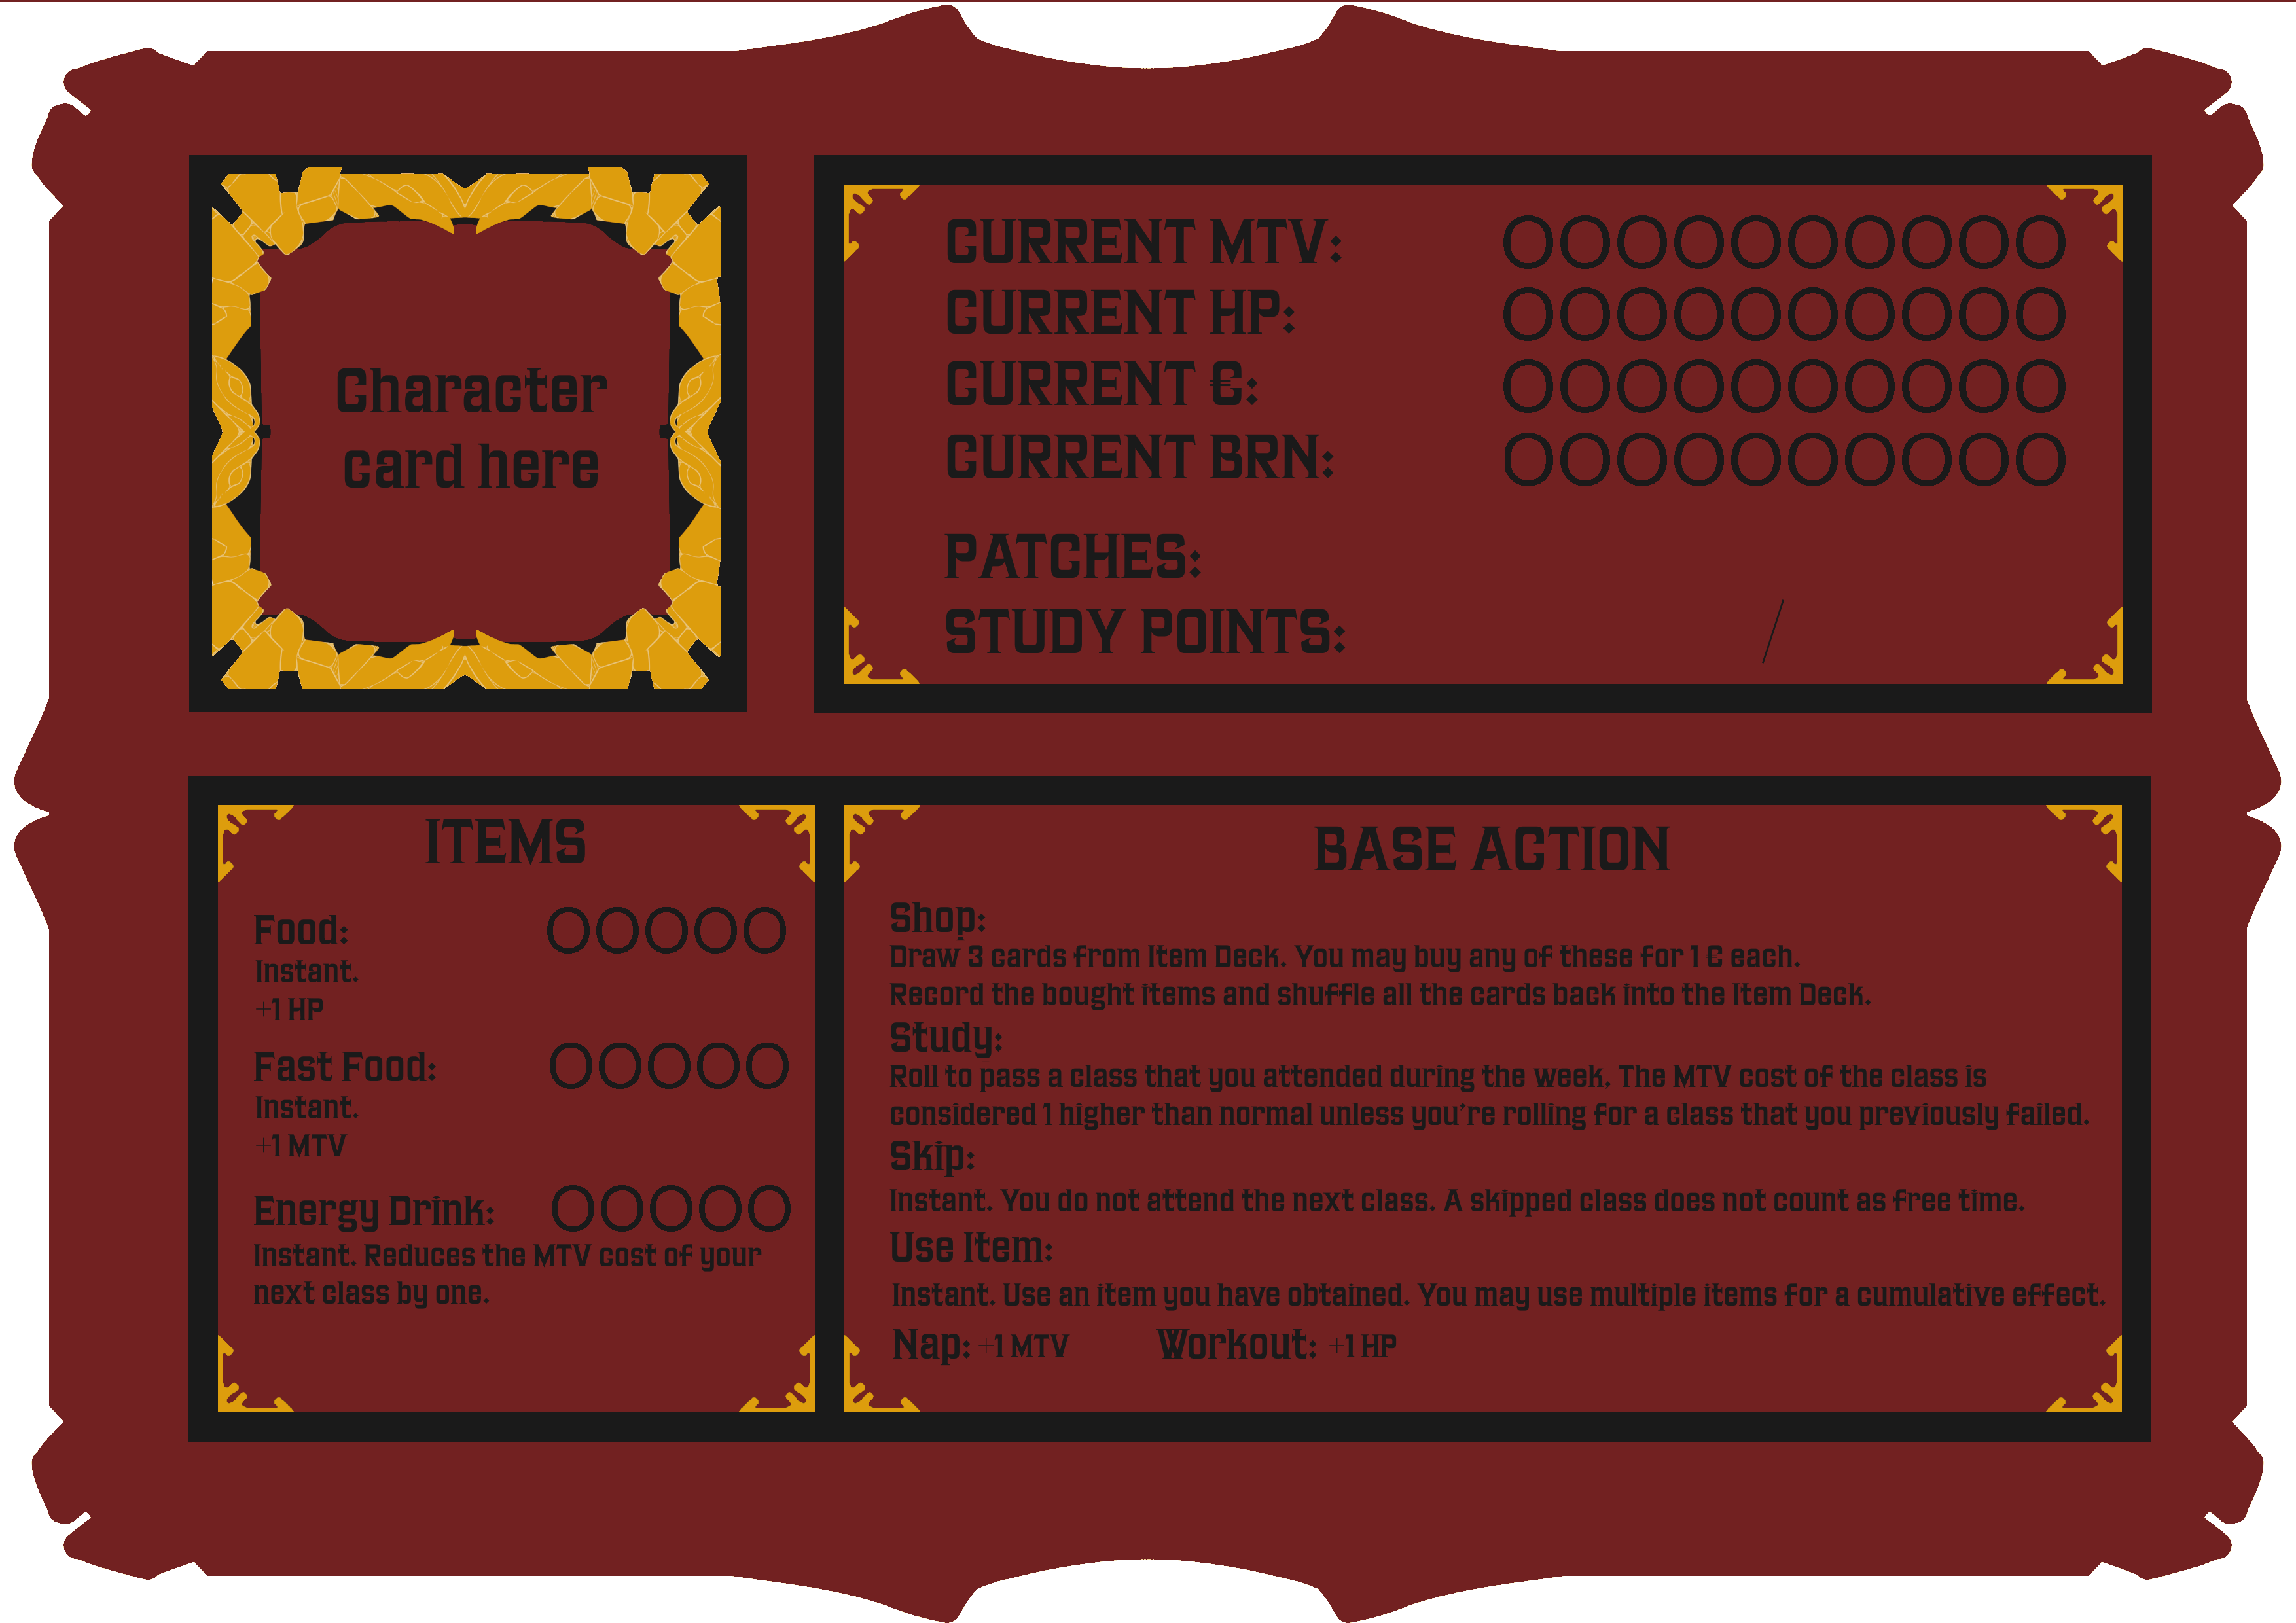 Character
card here
CURRENT MTV: OOOOOOOOOO
CURRENT HP: OOOOOOOOOO
CURRENT €: OOOOOOOOOO
CURRENT BRN: OOOOOOOOOO
PATCHES:
STUDY POINTS: /
ITEMS
Food: OOOOO
Instant.
+1 HP
Fast Food: OOOOO
Instant.
+1 MTV
Energy Drink: OOOOO
Instant. Reduces the MTV cost of your
next class by one.
BASE ACTION
Shop:
Draw 3 cards from Item Deck. You may buy any of these for 1 € each.
Record the bought items and shuffle all the cards back into the Item Deck.
Study:
Roll to pass a class that you attended during the week, The MTV cost of the class is
considered 1 higher than normal unless you're rolling for a class that you previously failed.
Skip:
Instant. You do not attend the next class. A skipped class does not count as free time.
Use Item:
Instant. Use an item you have obtained. You may use multiple items for a cumulative effect.
Nap: +1 MTV Workout: +1 HP